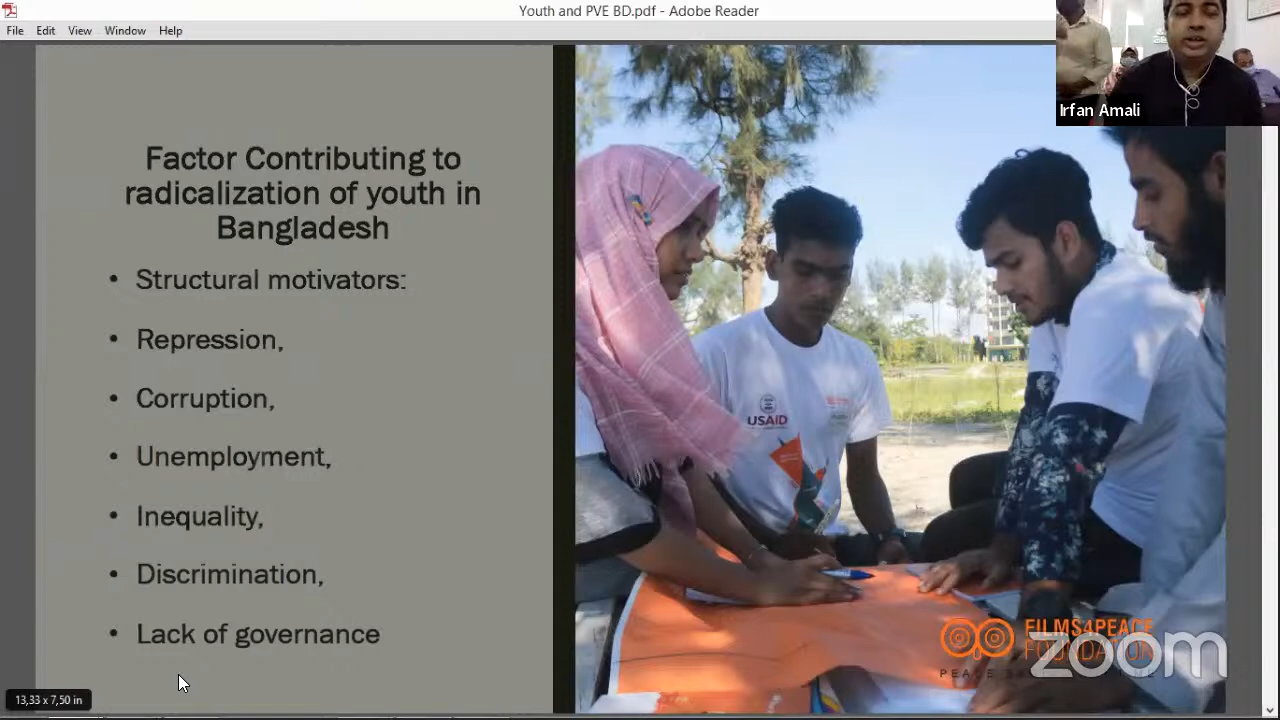 Youth and PVE BD.pdf - Adobe Reader
File Edit View Window Help
Irfan Amali
Factor Contributing to
radicalization of youth in
Bangladesh
• Structural motivators:
• Repression,
• Corruption,
• Unemployment,
• Inequality,
• Discrimination,
• Lack of governance
USAID
FILMS4PEACE
FOUNDATION
zoom
13,33 x 7,50 in